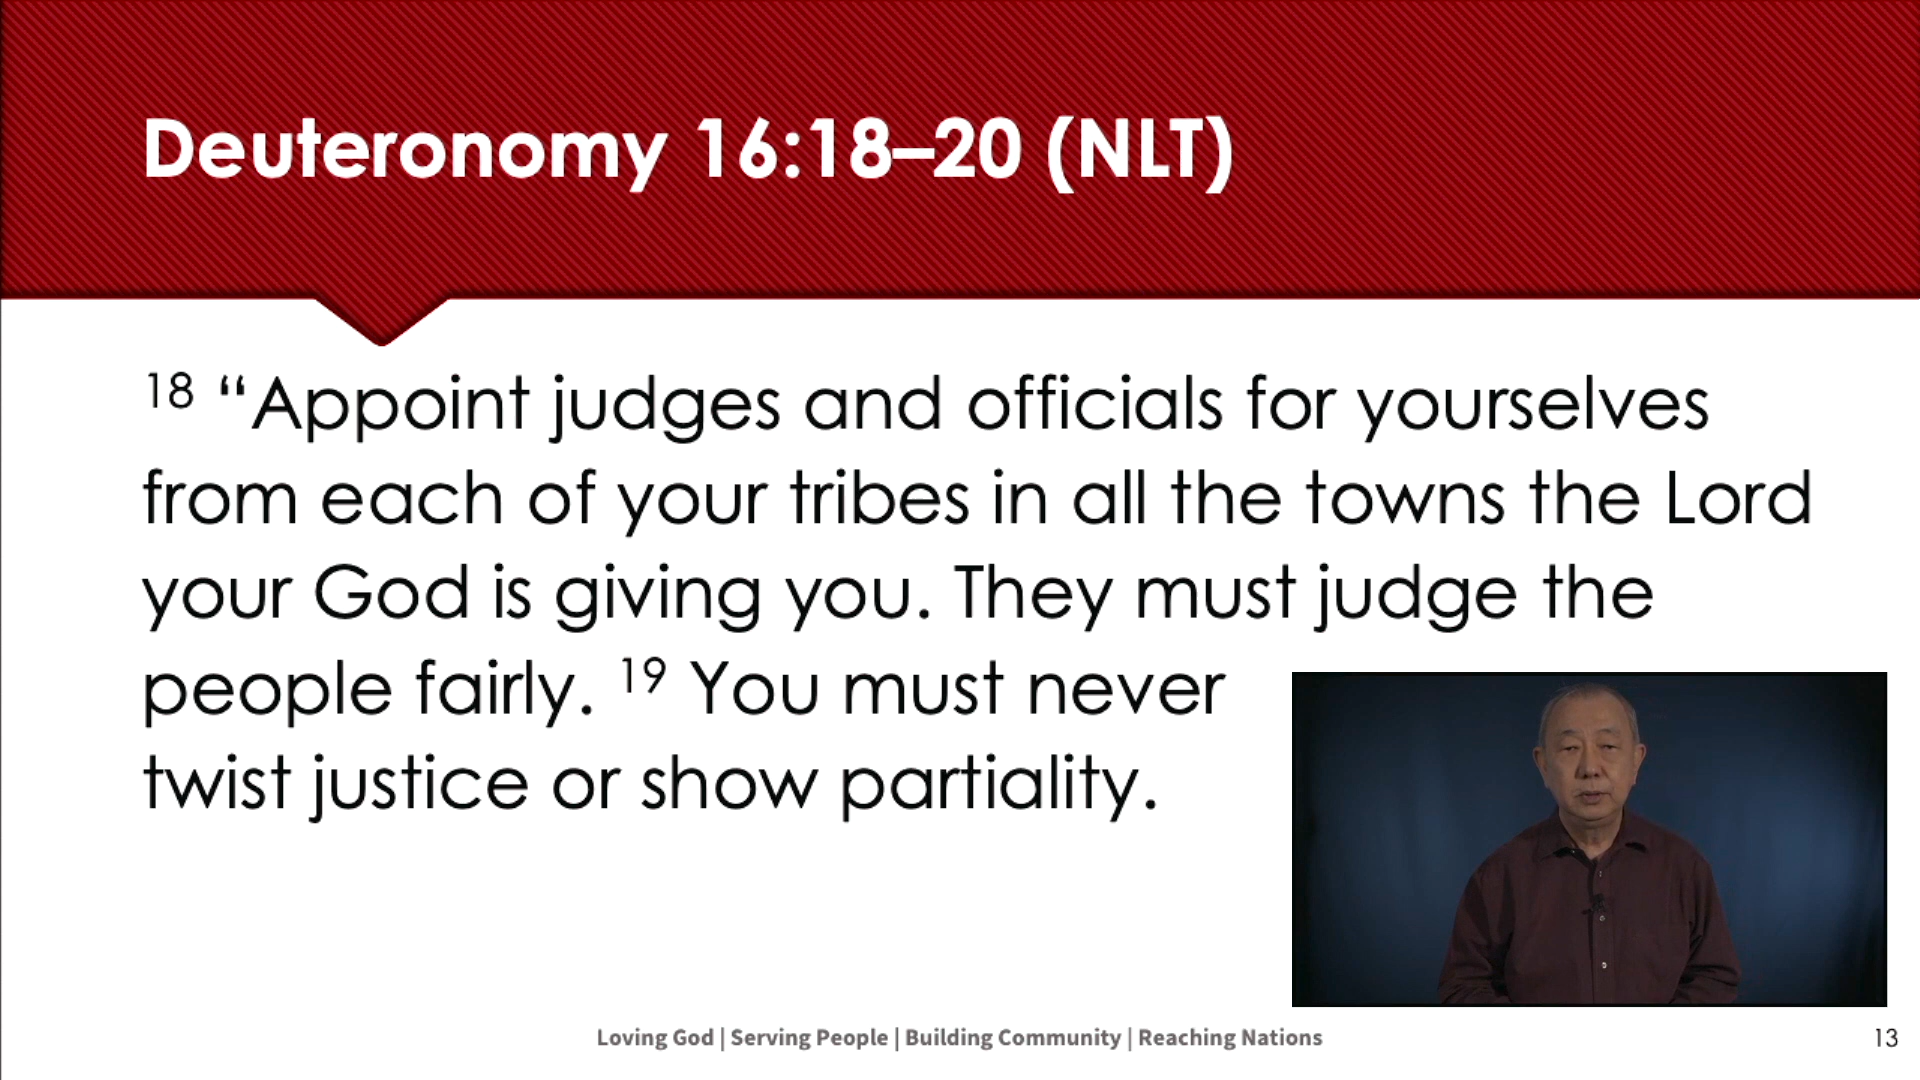 Deuteronomy 16:18–20 (NLT)
18 “Appoint judges and officials for yourselves
from each of your tribes in all the towns the Lord
your God is giving you. They must judge the
people fairly. 19 You must never
twist justice or show partiality.
Loving God | Serving People | Building Community | Reaching Nations
13